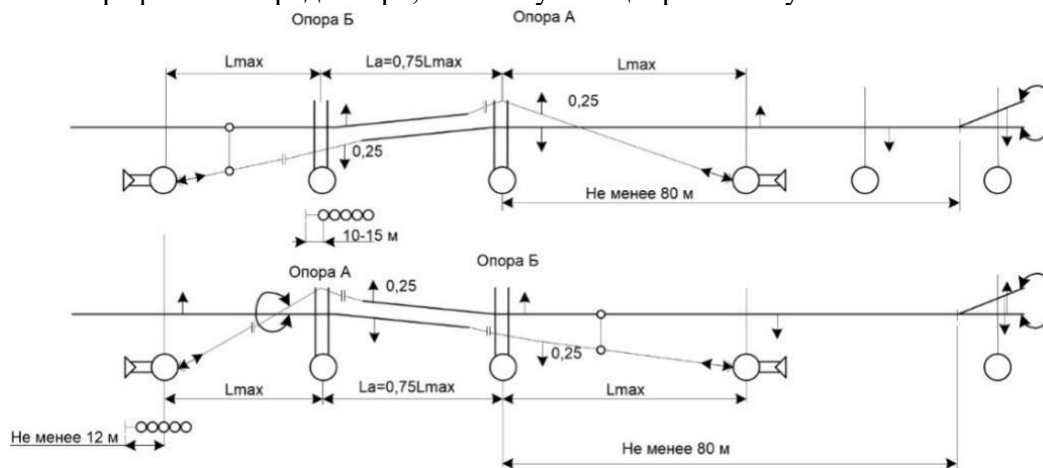 Опора Б Опора А
Lmax La=0,75Lmax Lmax
0,25
0,25
Не менее 80 м
10-15 м
Опора А Опора Б
0,25
0,25
Lmax La=0,75Lmax Lmax
Не менее 12 м
Не менее 80 м